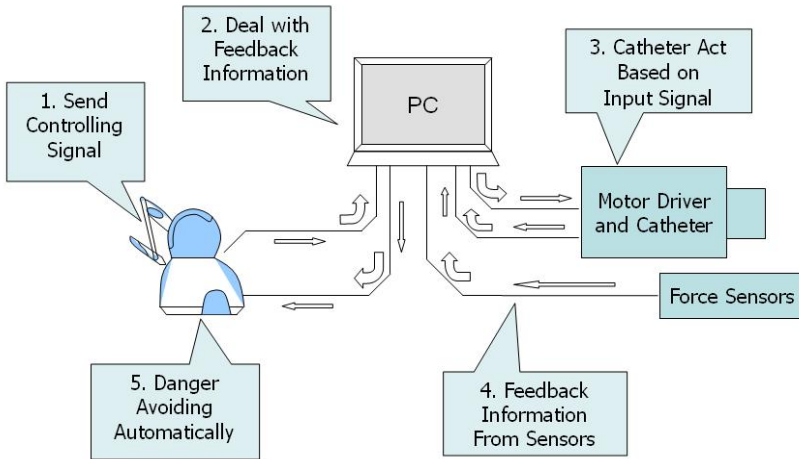 2. Deal with
Feedback
Information
1. Send
Controlling
Signal
PC
3. Catheter Act
Based on
Input Signal
Motor Driver
and Catheter
Force Sensors
5. Danger
Avoiding
Automatically
4. Feedback
Information
From Sensors